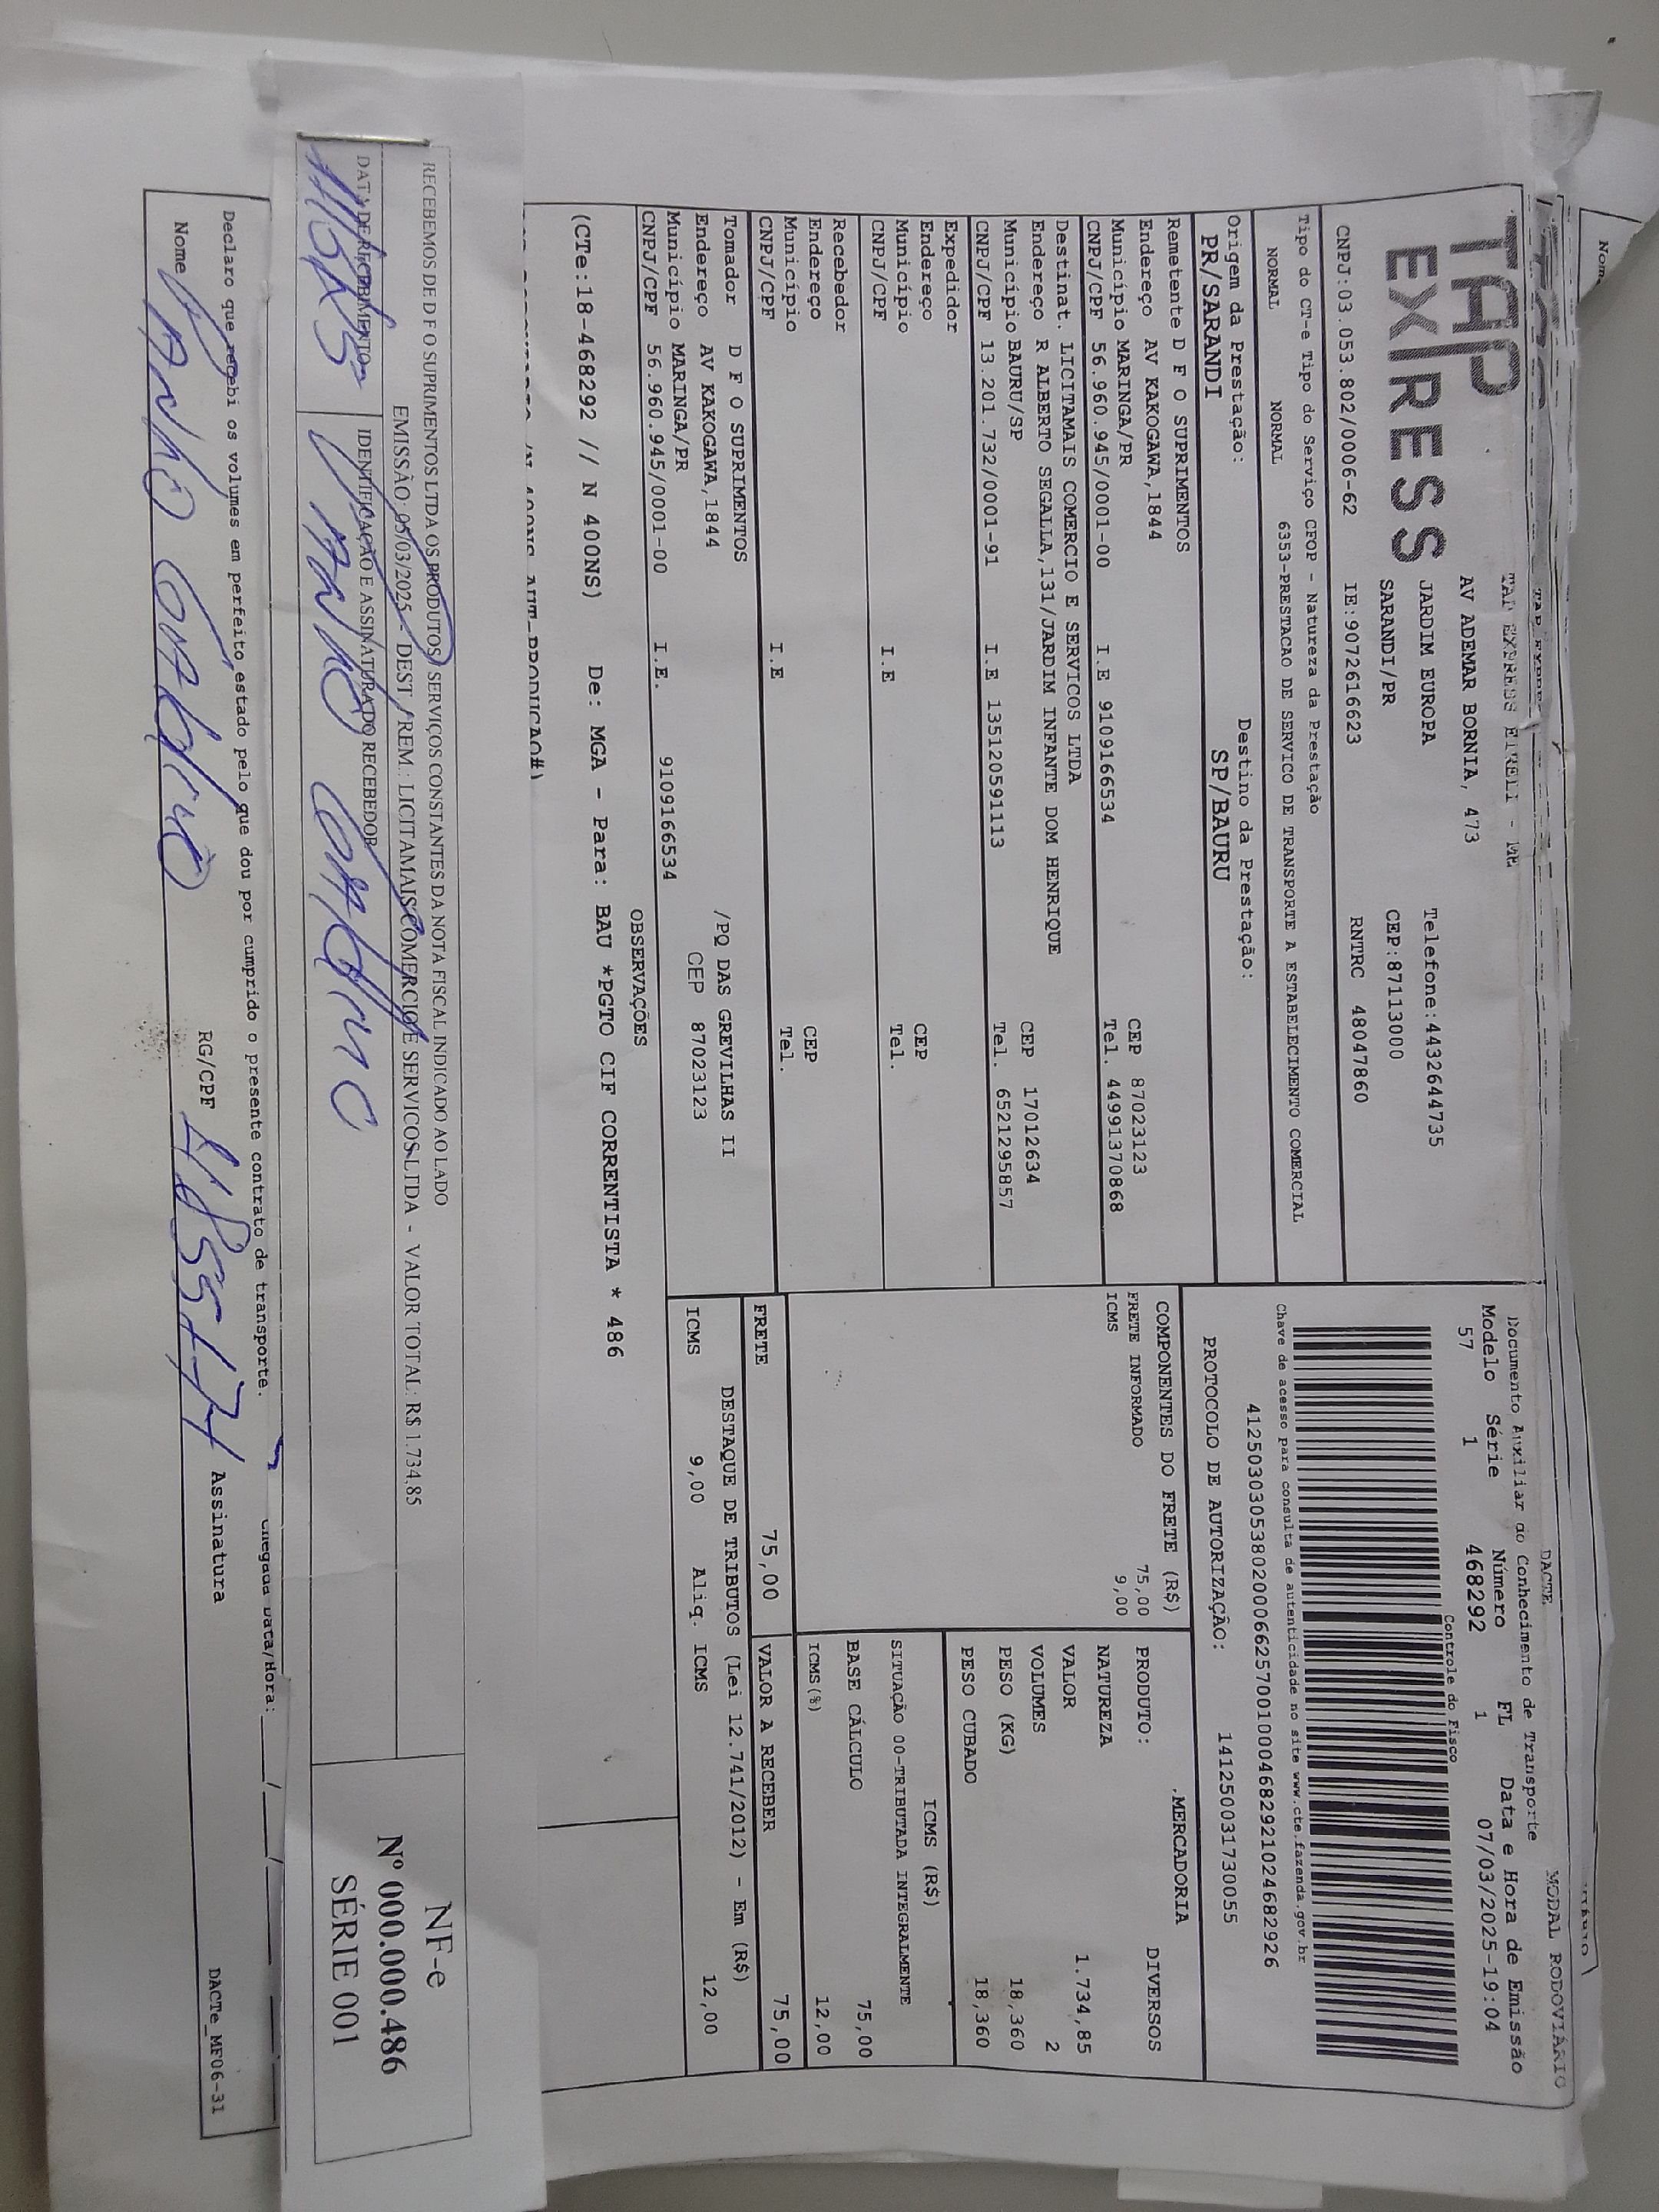 Nome
TAP
EXPRESS
TAP EXPRESS EIRELI - ME
AV ADEMAR BORNIA, 473
JARDIM EUROPA
Telefone:4432644735
SARANDI/PR
CEP:87113000
CNPJ:03.053.802/0006-62
IE:9072616623
RNTRC 48047860
DACTE
MODAL RODOVIÁRIO
Documento Auxiliar do Conhecimento de Transporte
Modelo Série Número FL Data e Hora de Emissão
57 1 468292 1 07/03/2025-19:04
Controle do Fisco
Chave de acesso para consulta de autenticidade no site www.cte.fazenda.gov.br
41250303053802000662570010004682921024682926
PROTOCOLO DE AUTORIZAÇÃO: 141250031730055
Tipo do CT-e Tipo do Serviço CFOP - Natureza da Prestação
NORMAL NORMAL 6353-PRESTACAO DE SERVICO DE TRANSPORTE A ESTABELECIMENTO COMERCIAL
Origem da Prestação: Destino da Prestação:
PR/SARANDI SP/BAURU
Remetente D F O SUPRIMENTOS
Endereço AV KAKOGAWA,1844
CEP 87023123
Município MARINGA/PR
Tel. 44991370868
CNPJ/CPF 56.960.945/0001-00 I.E 9109166534
Destinat. LICITAMAIS COMERCIO E SERVICOS LTDA
Endereço R ALBERTO SEGALLA,131/JARDIM INFANTE DOM HENRIQUE
Município BAURU/SP
CEP 17012634
CNPJ/CPF 13.201.732/0001-91 I.E 135120591113
Tel. 6521295857
Expedidor
Endereço
Município
CEP
CNPJ/CPF I.E
Tel.
Recebedor
Endereço
Município
CEP
CNPJ/CPF I.E
Tel.
Tomador D F O SUPRIMENTOS
Endereço AV KAKOGAWA,1844 /PQ DAS GREVILHAS II
Município MARINGA/PR CEP 87023123
CNPJ/CPF 56.960.945/0001-00 I.E. 9109166534
COMPONENTES DO FRETE (R$)
FRETE INFORMADO 75,00
ICMS 9,00
PRODUTO: .MERCADORIA
NATUREZA DIVERSOS
VALOR 1.734,85
VOLUMES 2
PESO (KG) 18,360
PESO CUBADO 18,360
ICMS (R$)
SITUAÇÃO 00-TRIBUTADA INTEGRALMENTE
BASE CÁLCULO 75,00
ICMS(%) 12,00
FRETE 75,00 VALOR A RECEBER 75,00
DESTAQUE DE TRIBUTOS (Lei 12.741/2012) - Em (R$)
ICMS 9,00 Aliq. ICMS 12,00
OBSERVAÇÕES
(CTe:18-468292 // N 400NS) De: MGA - Para: BAU *PGTO CIF CORRENTISTA * 486
RECEBEMOS DE D F O SUPRIMENTOS LTDA OS PRODUTOS/ SERVIÇOS CONSTANTES DA NOTA FISCAL INDICADO AO LADO
EMISSÃO: 05/03/2025 - DEST / REM.: LICITAMAIS COMERCIO E SERVICOS LTDA - VALOR TOTAL: R$ 1.734,85
DATA DE RECEBIMENTO
IDENTIFICAÇÃO E ASSINATURA DO RECEBEDOR
NF-e
Nº 000.000.486
SÉRIE 001
Chegada Data/Hora: ___/___/___
Declaro que recebi os volumes em perfeito estado pelo que dou por cumprido o presente contrato de transporte.
Nome
RG/CPF
Assinatura
DACTe_MF06-31